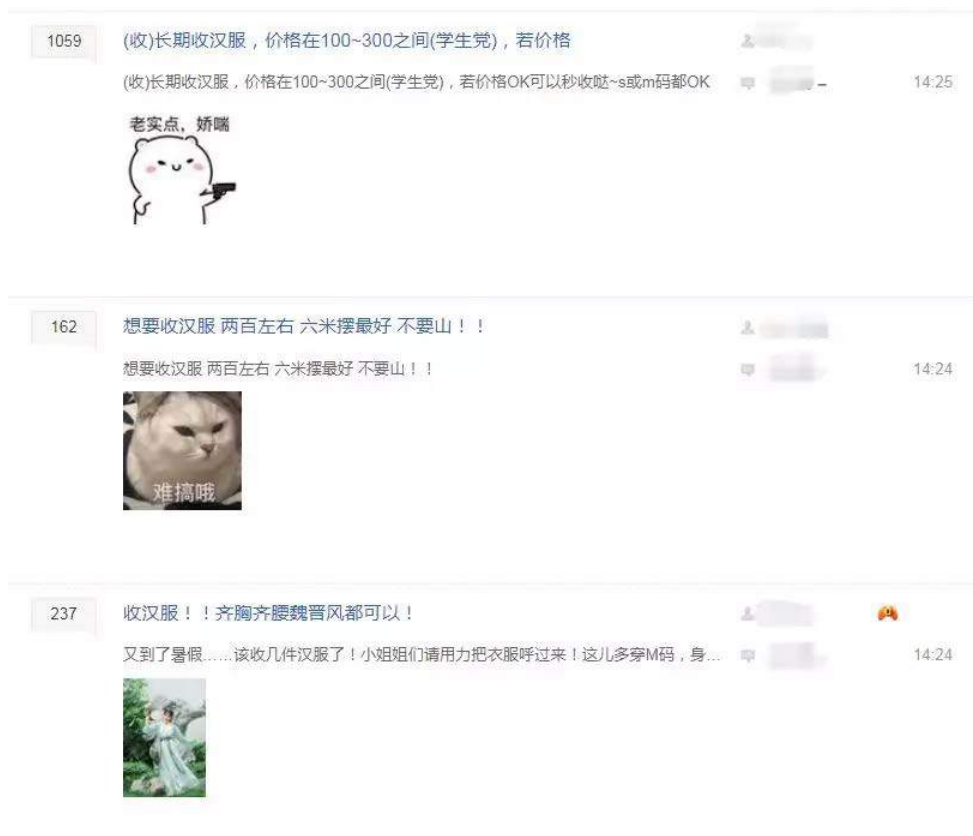 1059
(收)长期收汉服，价格在100~300之间(学生党)，若价格
(收)长期收汉服，价格在100~300之间(学生党)，若价格OK可以秒收哒~s或m码都OK
14:25
老实点，娇喘
162
想要收汉服 两百左右 六米摆最好 不要山！！
想要收汉服 两百左右 六米摆最好 不要山！！
14:24
难搞哦
237
收汉服！！齐胸齐腰魏晋风都可以！
又到了暑假……该收几件汉服了！小姐姐们请用力把衣服呼过来！这儿多穿M码，身...
14:24